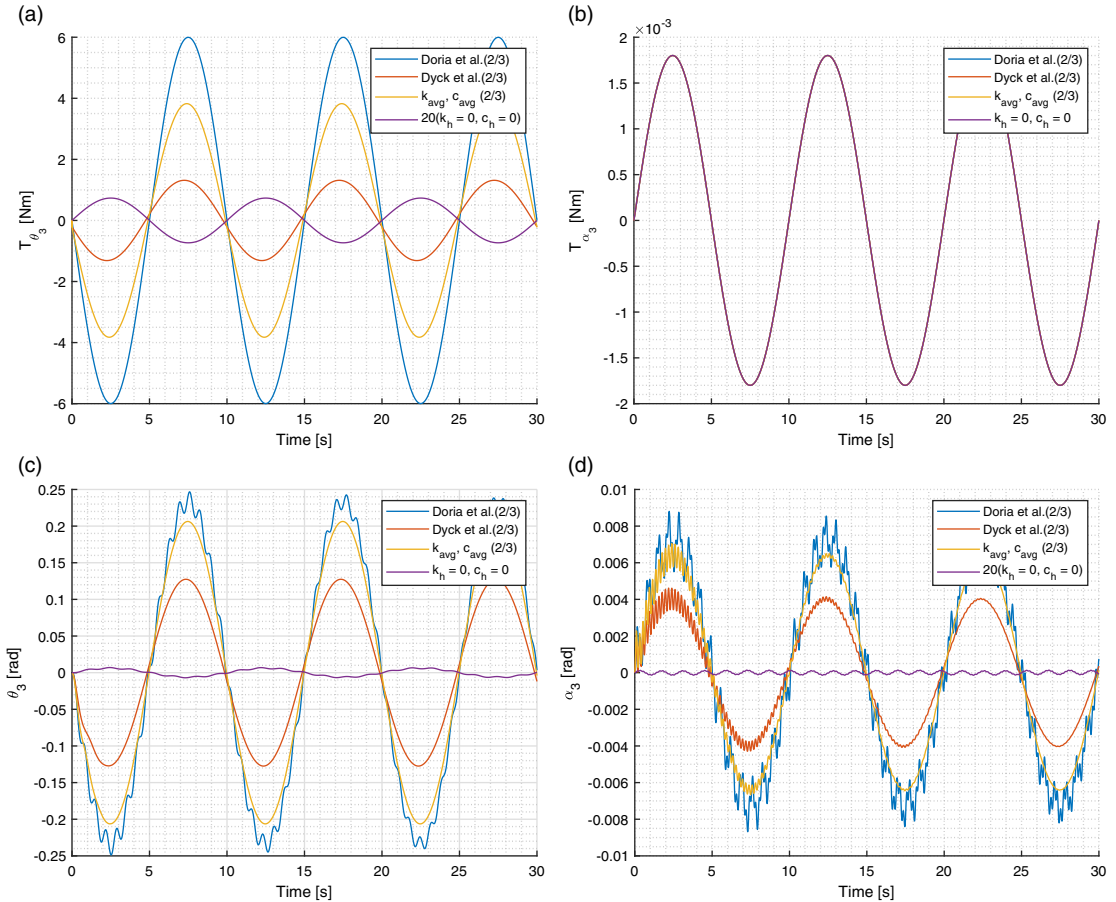 (a)
6
4
2
0
-2
-4
-6
T_θ3 [Nm]
0 5 10 15 20 25 30
Time [s]
Doria et al.(2/3)
Dyck et al.(2/3)
k_avg, c_avg (2/3)
20(k_h = 0, c_h = 0)
(b)
×10^-3
2
1.5
1
0.5
0
-0.5
-1
-1.5
-2
T_α3 [Nm]
0 5 10 15 20 25 30
Time [s]
Doria et al.(2/3)
Dyck et al.(2/3)
k_avg, c_avg (2/3)
k_h = 0, c_h = 0
(c)
0.25
0.2
0.15
0.1
0.05
0
-0.05
-0.1
-0.15
-0.2
-0.25
θ_3 [rad]
0 5 10 15 20 25 30
Time [s]
Doria et al.(2/3)
Dyck et al.(2/3)
k_avg, c_avg (2/3)
k_h = 0, c_h = 0
(d)
0.01
0.008
0.006
0.004
0.002
0
-0.002
-0.004
-0.006
-0.008
-0.01
α_3 [rad]
0 5 10 15 20 25 30
Time [s]
Doria et al.(2/3)
Dyck et al.(2/3)
k_avg, c_avg (2/3)
20(k_h = 0, c_h = 0)